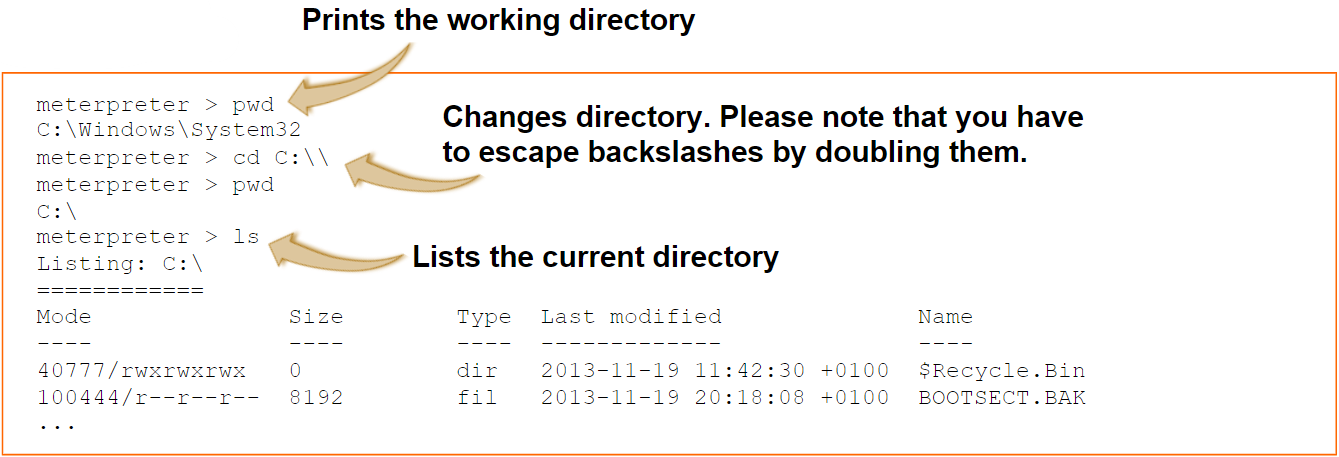 Prints the working directory
meterpreter > pwd
C:\Windows\System32
Changes directory. Please note that you have
to escape backslashes by doubling them.
meterpreter > cd C:\\
meterpreter > pwd
C:\
meterpreter > ls
Lists the current directory
Listing: C:\
============
Mode Size Type Last modified Name
---- ---- ---- ------------- ----
40777/rwxrwxrwx 0 dir 2013-11-19 11:42:30 +0100 $Recycle.Bin
100444/r--r--r-- 8192 fil 2013-11-19 20:18:08 +0100 BOOTSECT.BAK
...